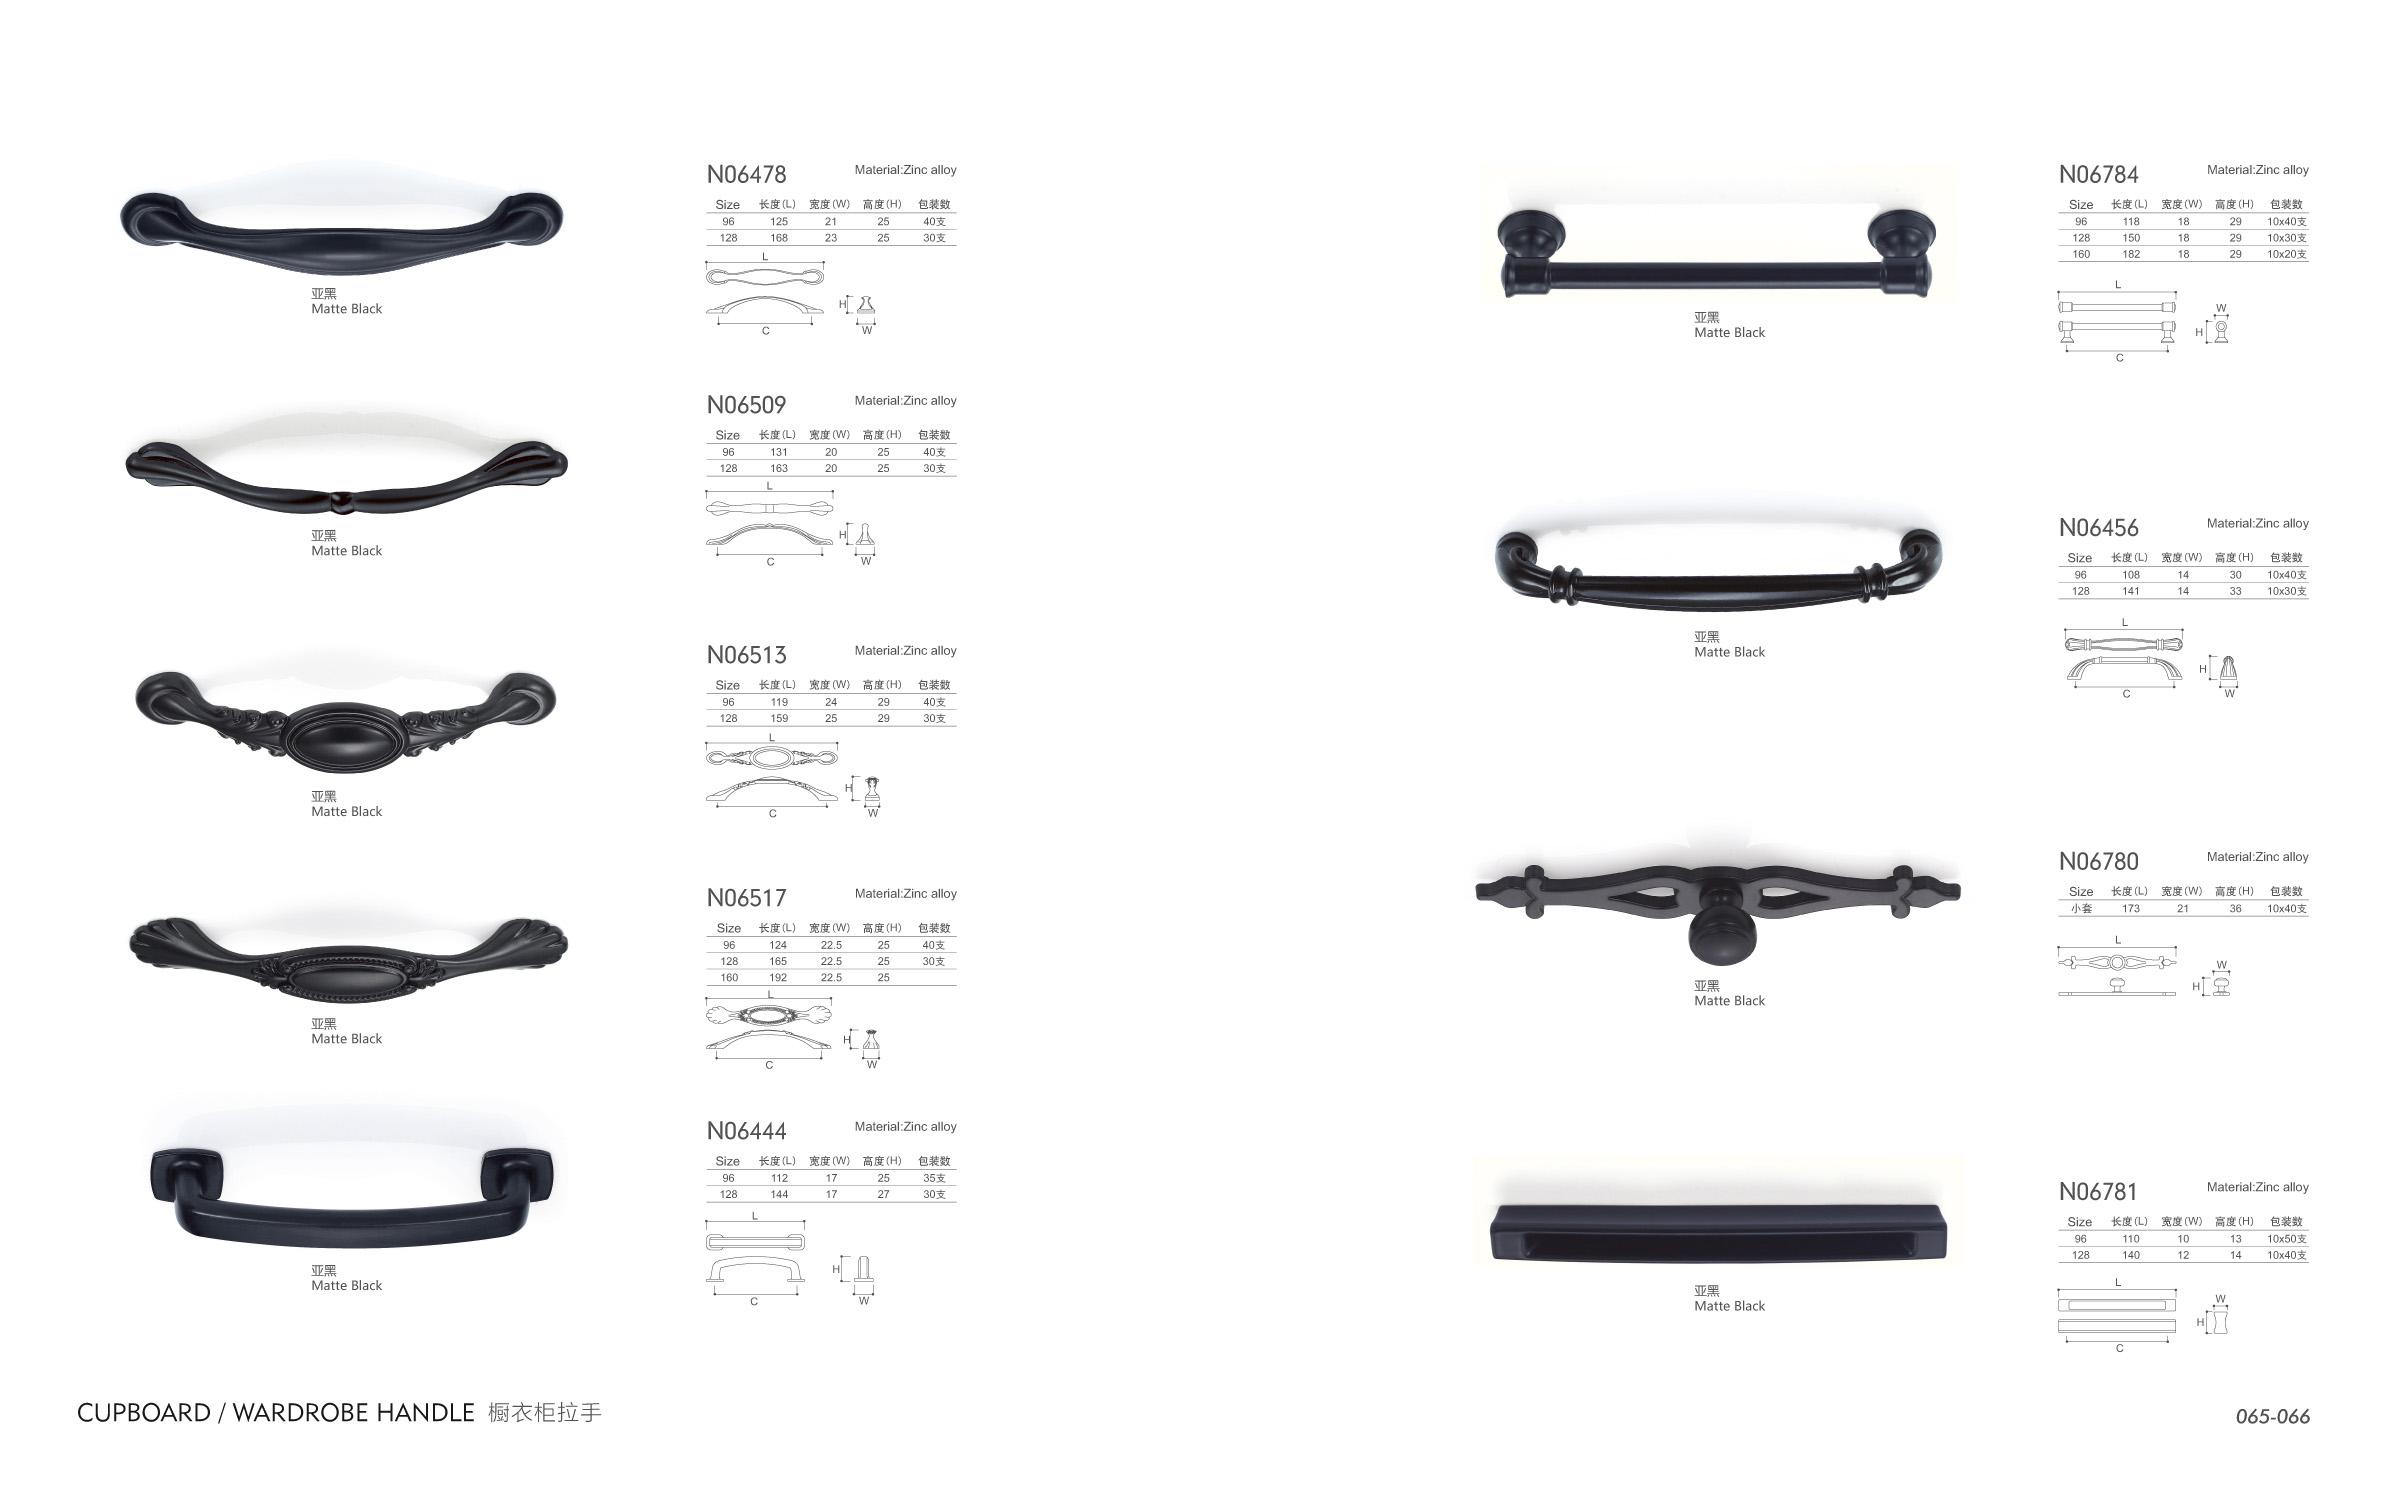 N06478 Material:Zinc alloy
Size 长度(L) 宽度(W) 高度(H) 包装数
96 125 21 25 40支
128 168 23 25 30支
L
H
C W
亚黑
Matte Black
N06509 Material:Zinc alloy
Size 长度(L) 宽度(W) 高度(H) 包装数
96 131 20 25 40支
128 163 20 25 30支
L
H
C W
亚黑
Matte Black
N06513 Material:Zinc alloy
Size 长度(L) 宽度(W) 高度(H) 包装数
96 119 24 29 40支
128 159 25 29 30支
L
H
C W
亚黑
Matte Black
N06517 Material:Zinc alloy
Size 长度(L) 宽度(W) 高度(H) 包装数
96 124 22.5 25 40支
128 165 22.5 25 30支
160 192 22.5 25
L
H
C W
亚黑
Matte Black
N06444 Material:Zinc alloy
Size 长度(L) 宽度(W) 高度(H) 包装数
96 112 17 25 35支
128 144 17 27 30支
L
H
C W
亚黑
Matte Black
N06784 Material:Zinc alloy
Size 长度(L) 宽度(W) 高度(H) 包装数
96 118 18 29 10x40支
128 150 18 29 10x30支
160 182 18 29 10x20支
L
W
H
C
亚黑
Matte Black
N06456 Material:Zinc alloy
Size 长度(L) 宽度(W) 高度(H) 包装数
96 108 14 30 10x40支
128 141 14 33 10x30支
L
H
C W
亚黑
Matte Black
N06780 Material:Zinc alloy
Size 长度(L) 宽度(W) 高度(H) 包装数
小套 173 21 36 10x40支
L
W
H
亚黑
Matte Black
N06781 Material:Zinc alloy
Size 长度(L) 宽度(W) 高度(H) 包装数
96 110 10 13 10x50支
128 140 12 14 10x40支
L
W
H
C
亚黑
Matte Black
CUPBOARD / WARDROBE HANDLE 橱衣柜拉手
065-066